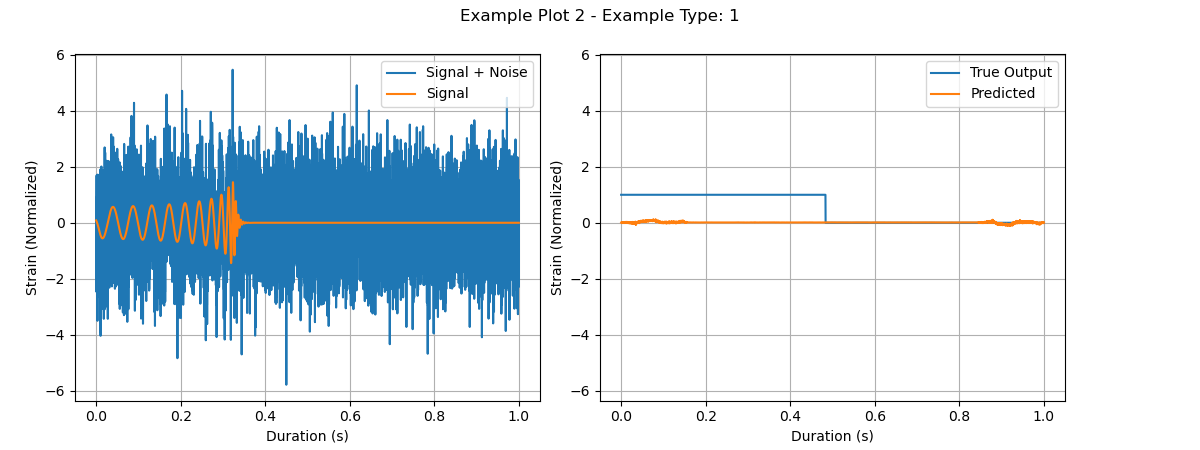 Example Plot 2 - Example Type: 1
Strain (Normalized)
6
4
2
0
−2
−4
−6
Signal + Noise
Signal
0.0 0.2 0.4 0.6 0.8 1.0
Duration (s)
Strain (Normalized)
6
4
2
0
−2
−4
−6
True Output
Predicted
0.0 0.2 0.4 0.6 0.8 1.0
Duration (s)